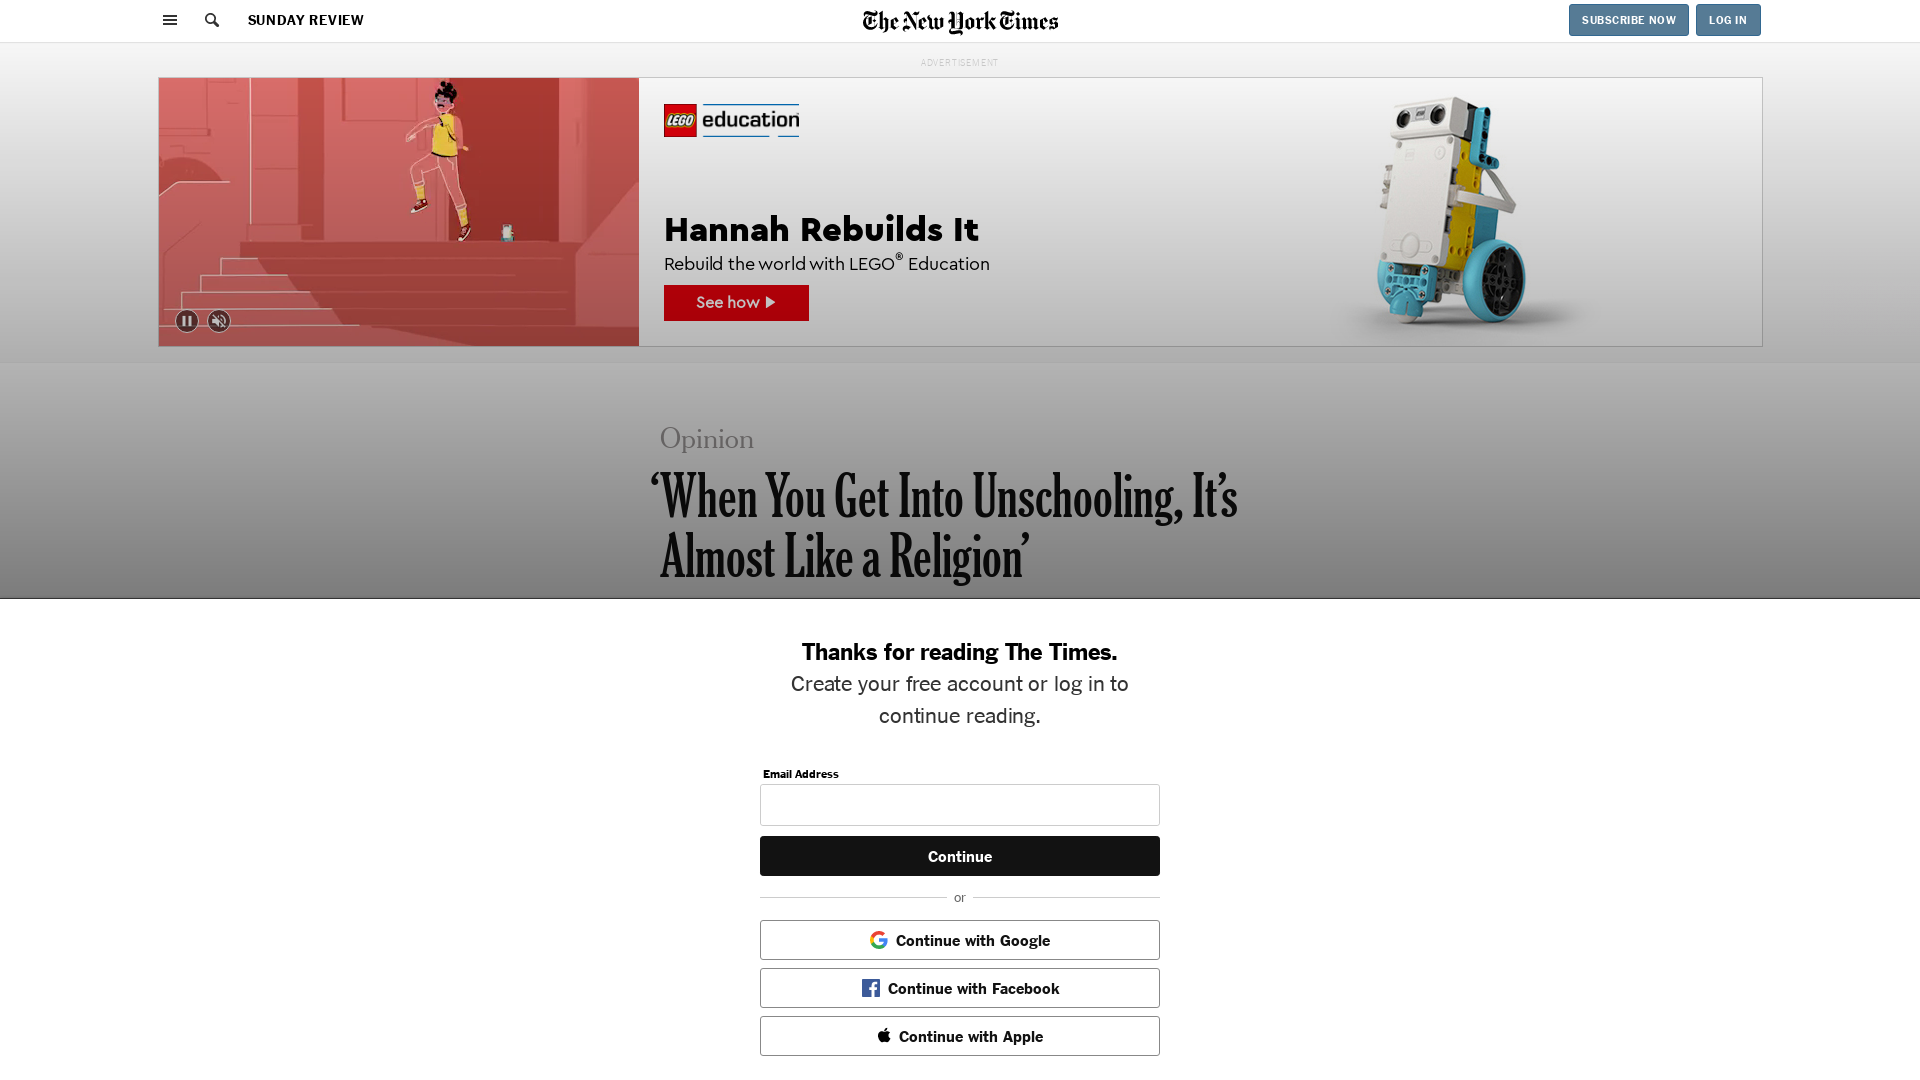 SUNDAY REVIEW
The New York Times
SUBSCRIBE NOW
LOG IN
ADVERTISEMENT
LEGO education
Hannah Rebuilds It
Rebuild the world with LEGO® Education
See how
Opinion
‘When You Get Into Unschooling, It’s
Almost Like a Religion’
Thanks for reading The Times.
Create your free account or log in to
continue reading.
Email Address
Continue
or
Continue with Google
Continue with Facebook
Continue with Apple